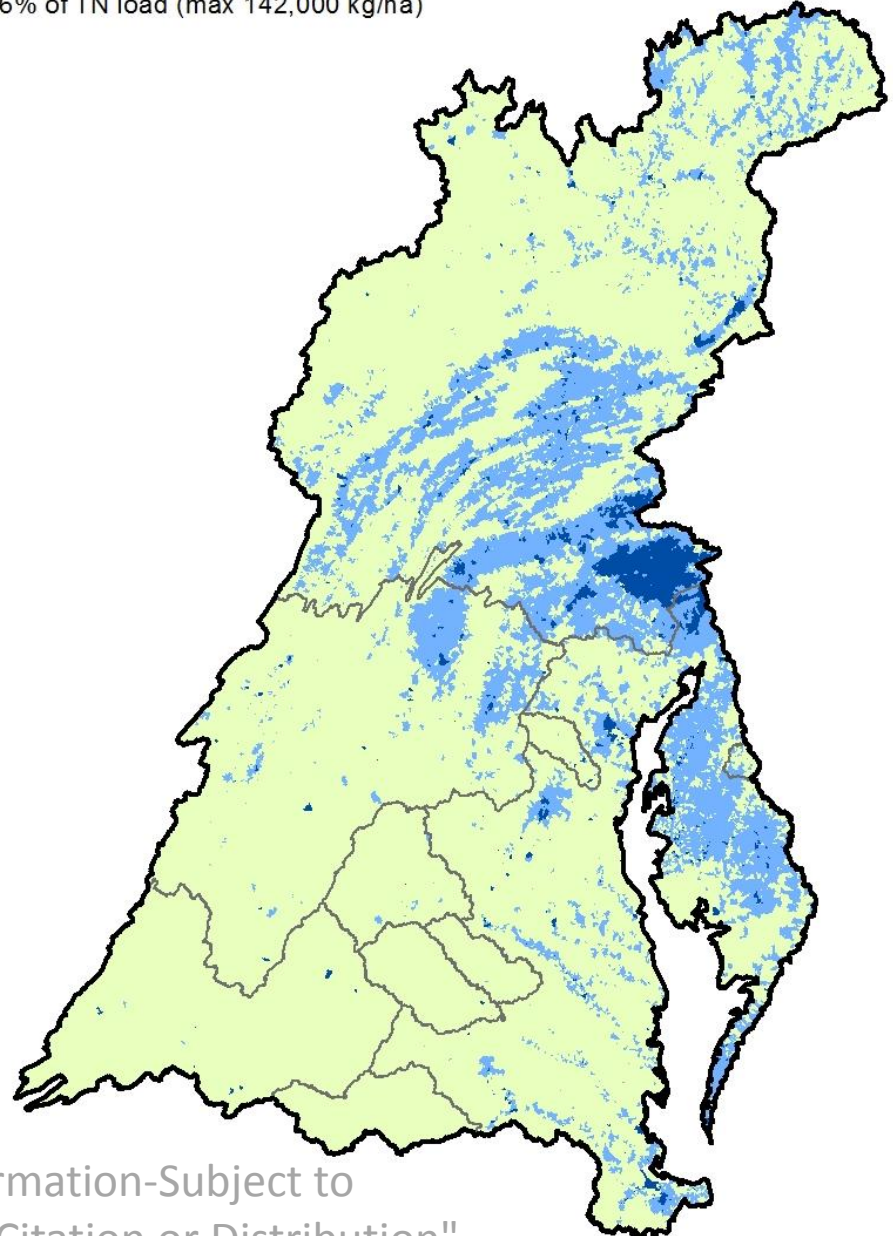 6% of TN load (max 142,000 kg/ha)
rmation-Subject to
Citation or Distribution"